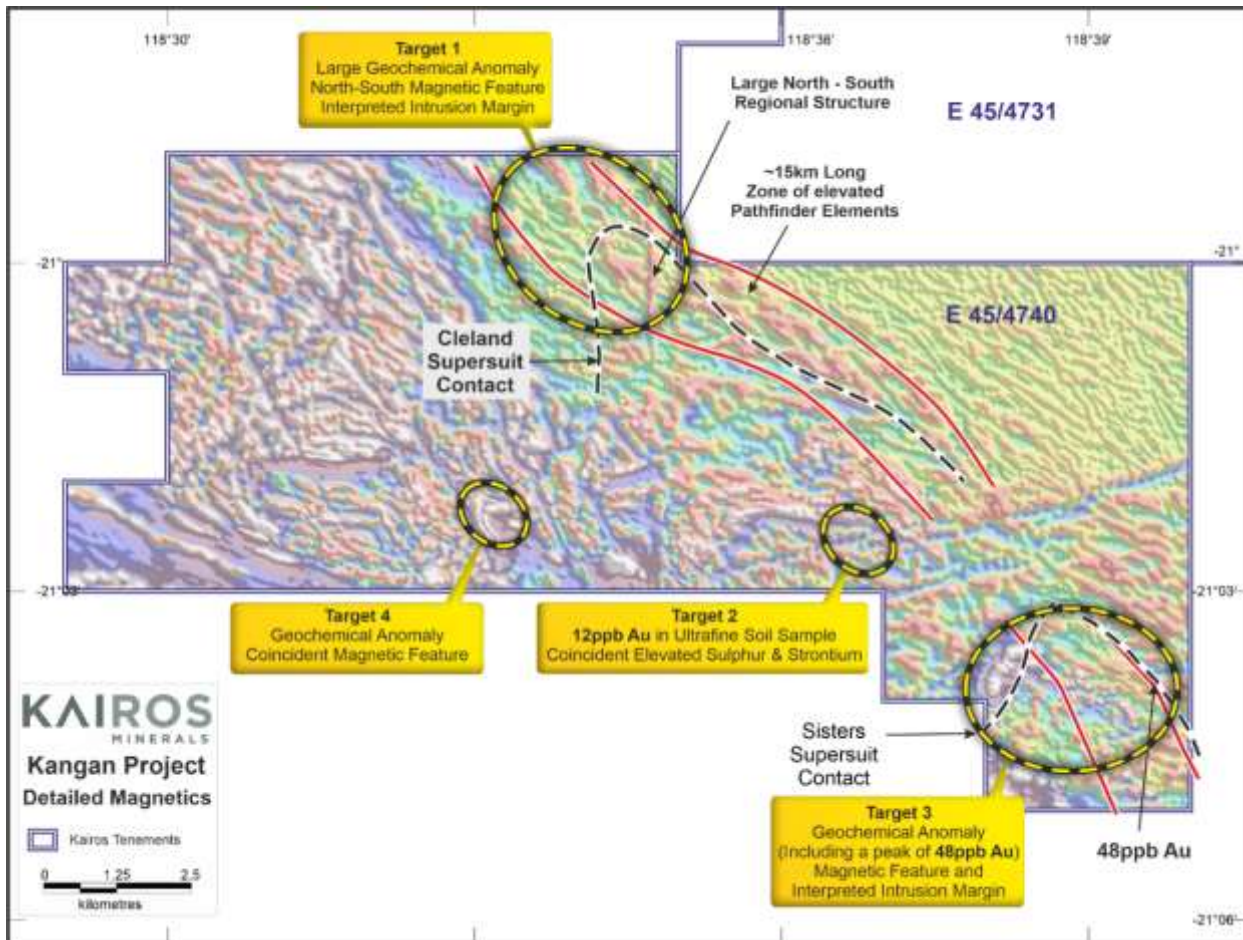 118°30'
118°36'
118°39'
Target 1
Large Geochemical Anomaly
North-South Magnetic Feature
Interpreted Intrusion Margin
Large North - South
Regional Structure
E 45/4731
~15km Long
Zone of elevated
Pathfinder Elements
-21°
-21°
E 45/4740
Cleland
Supersuit
Contact
-21°03'
-21°03'
Target 4
Geochemical Anomaly
Coincident Magnetic Feature
Target 2
12ppb Au in Ultrafine Soil Sample
Coincident Elevated Sulphur & Strontium
KAIROS
MINERALS
Kangan Project
Detailed Magnetics
Kairos Tenements
0 1.25 2.5
kilometres
Sisters
Supersuit
Contact
Target 3
Geochemical Anomaly
(Including a peak of 48ppb Au)
Magnetic Feature and
Interpreted Intrusion Margin
48ppb Au
-21°06'